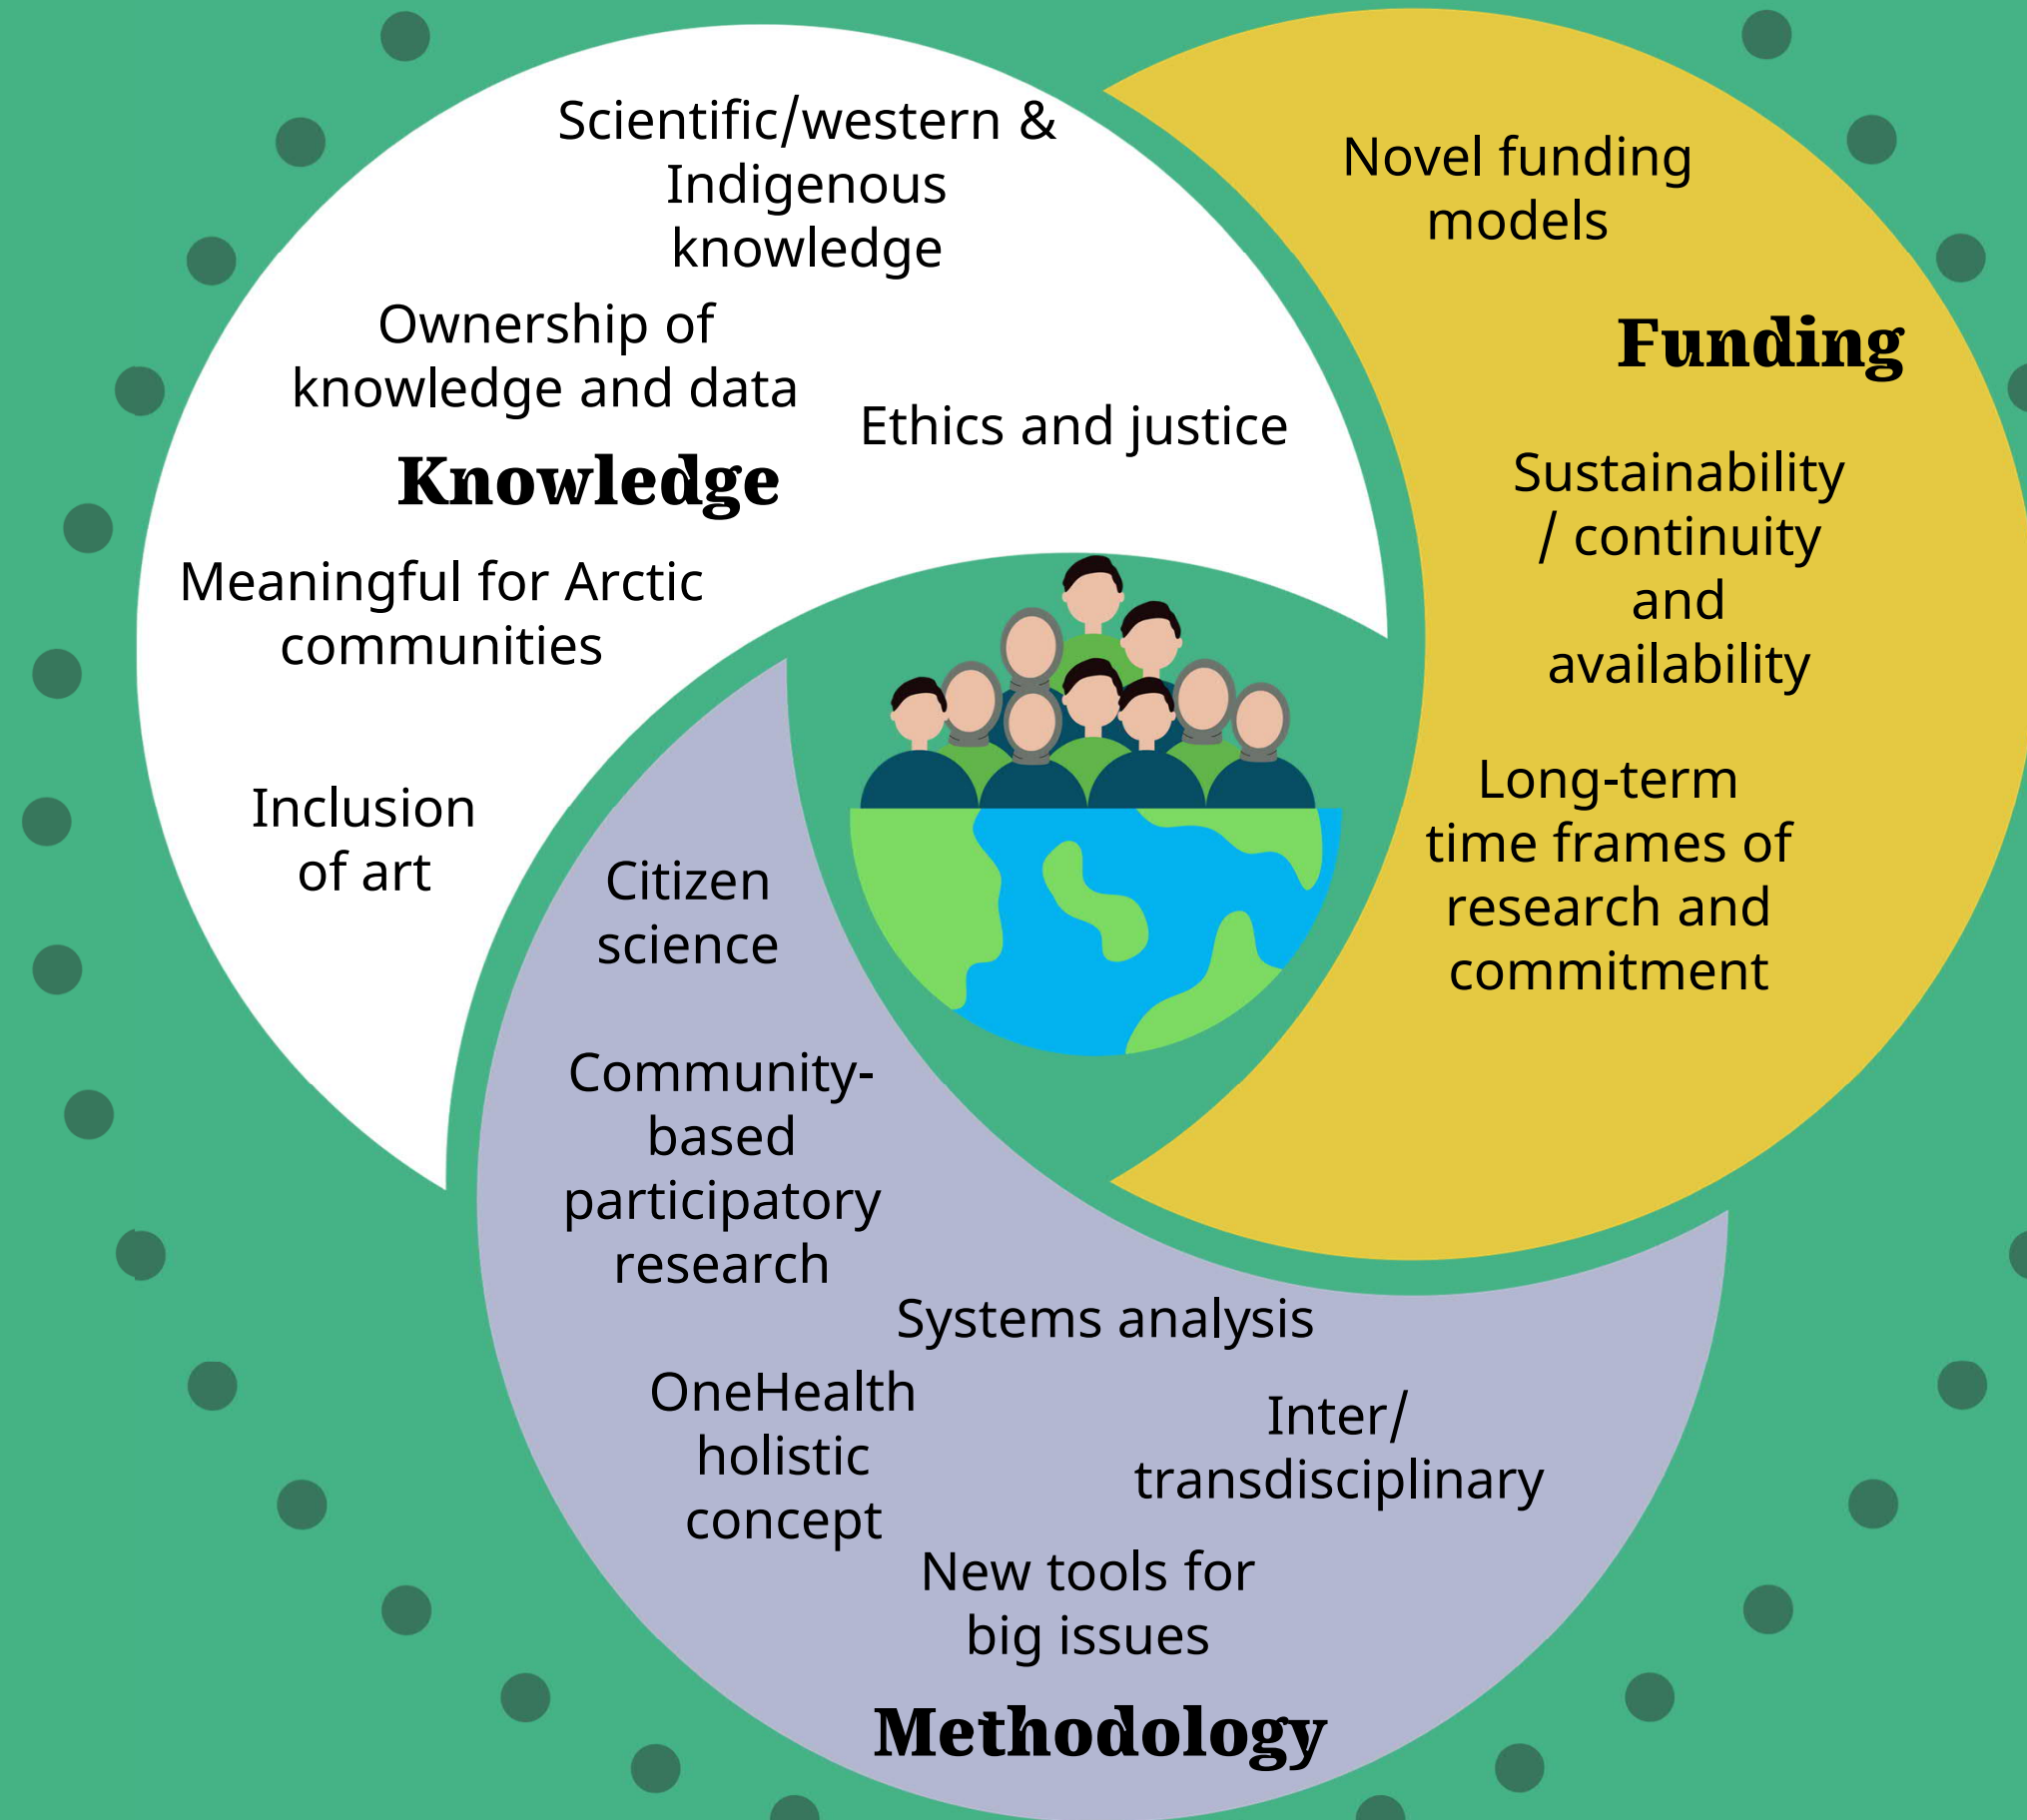 Scientific/western &
Indigenous
knowledge
Ownership of
knowledge and data
Ethics and justice
Knowledge
Meaningful for Arctic
communities
Inclusion
of art
Novel funding
models
Funding
Sustainability
/ continuity
and
availability
Long-term
time frames of
research and
commitment
Citizen
science
Community-
based
participatory
research
Systems analysis
OneHealth
holistic
concept
Inter/
transdisciplinary
New tools for
big issues
Methodology